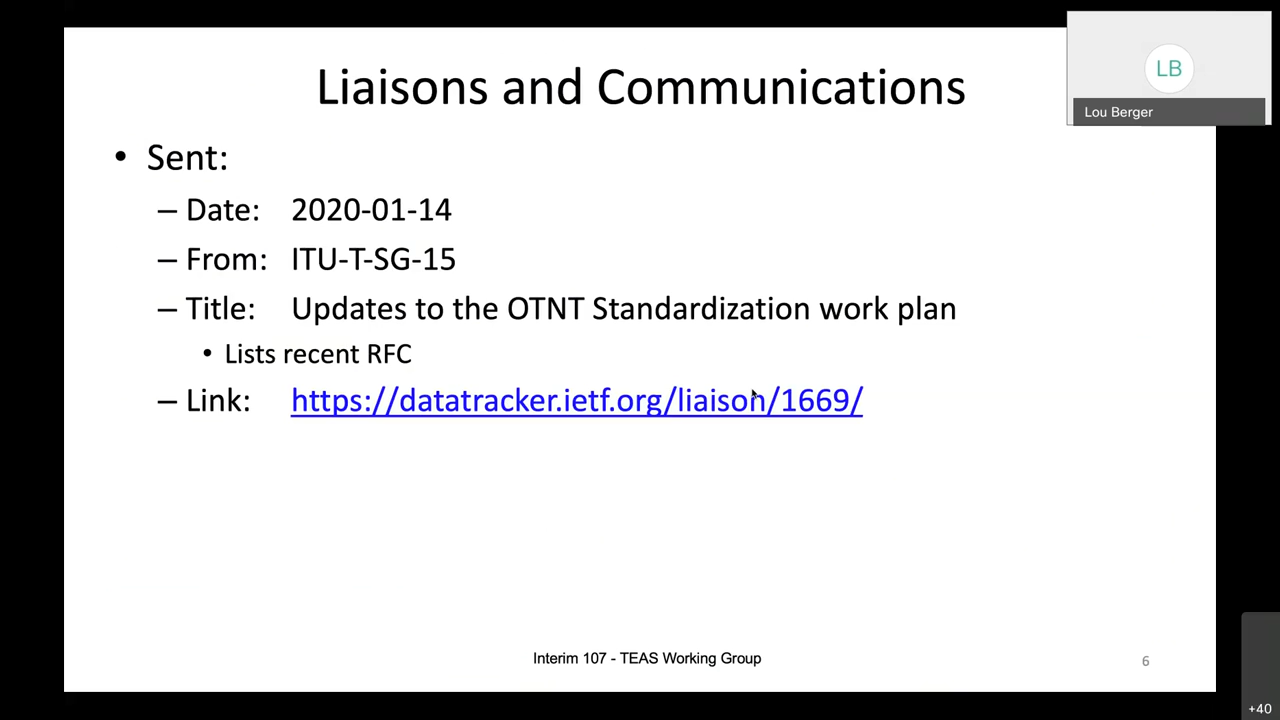 Liaisons and Communications
LB
Lou Berger
• Sent:
– Date: 2020-01-14
– From: ITU-T-SG-15
– Title: Updates to the OTNT Standardization work plan
• Lists recent RFC
– Link: https://datatracker.ietf.org/liaison/1669/
Interim 107 - TEAS Working Group
6
+40